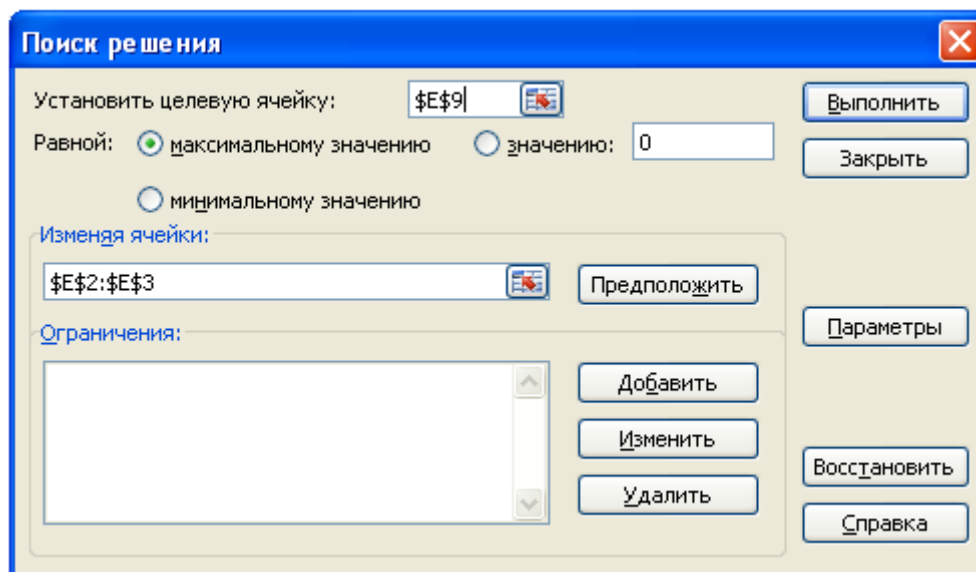 Поиск решения
Установить целевую ячейку: $E$9 Выполнить
Равной: максимальному значению значению: 0 Закрыть
минимальному значению
Изменяя ячейки:
$E$2:$E$3 Предположить
Параметры
Ограничения:
Добавить
Изменить
Восстановить
Удалить
Справка